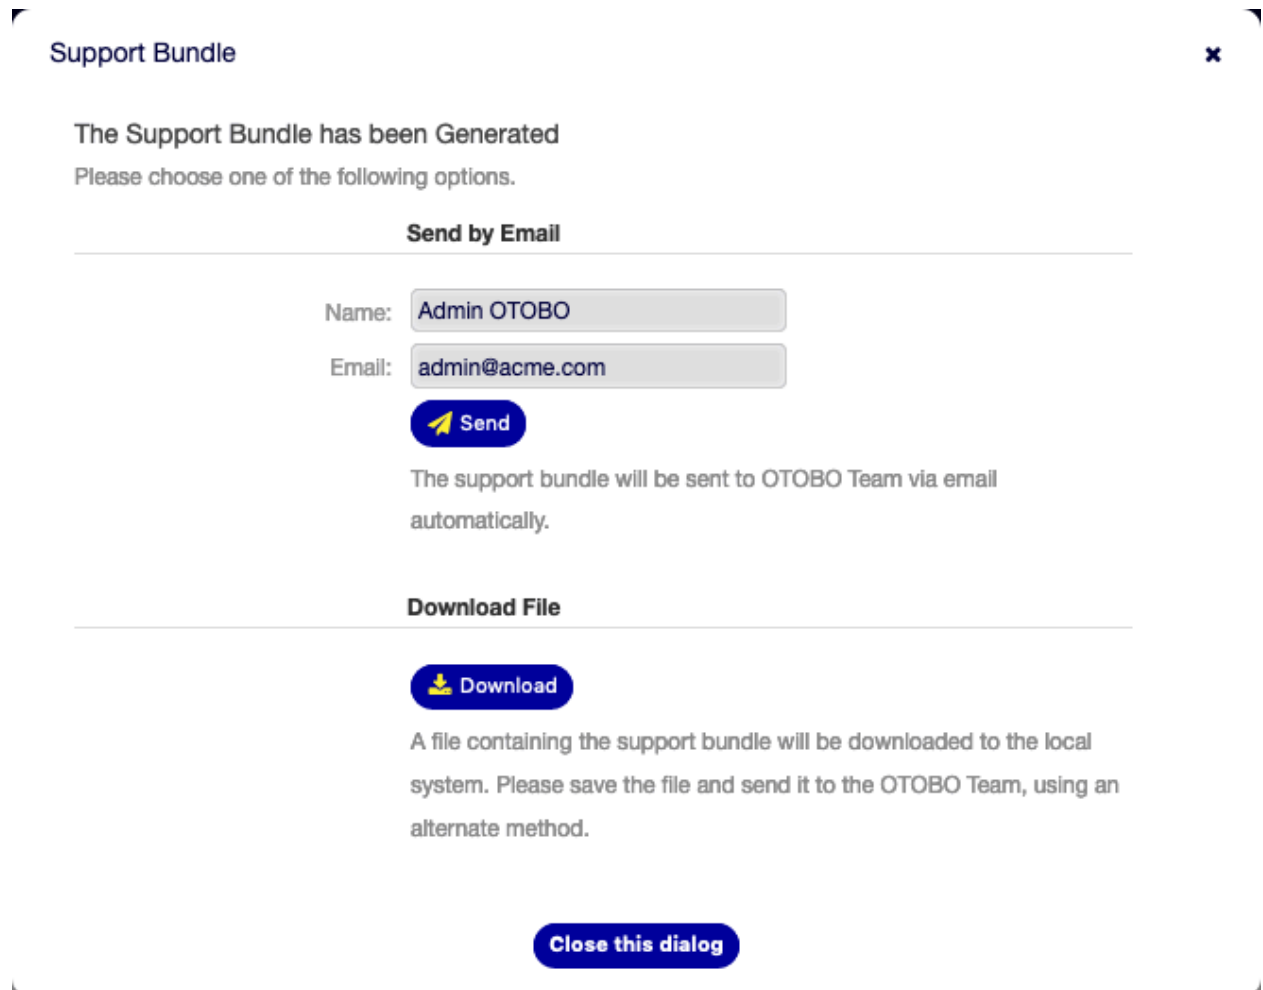 Support Bundle
The Support Bundle has been Generated
Please choose one of the following options.
Send by Email
Name: Admin OTOBO
Email: admin@acme.com
Send
The support bundle will be sent to OTOBO Team via email
automatically.
Download File
Download
A file containing the support bundle will be downloaded to the local
system. Please save the file and send it to the OTOBO Team, using an
alternate method.
Close this dialog